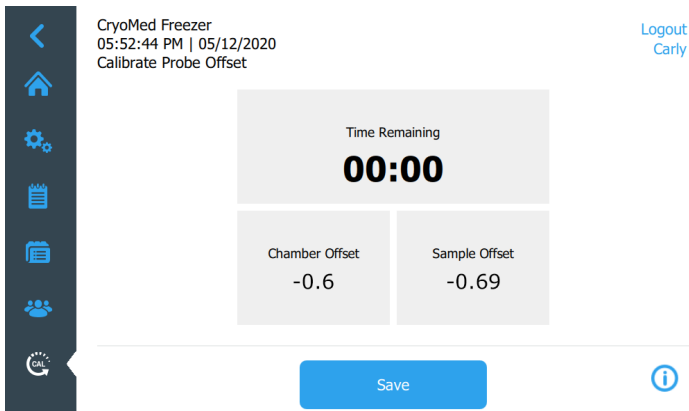 CryoMed Freezer
05:52:44 PM | 05/12/2020
Calibrate Probe Offset
Logout
Carly
Time Remaining
00:00
Chamber Offset
-0.6
Sample Offset
-0.69
CAL
Save